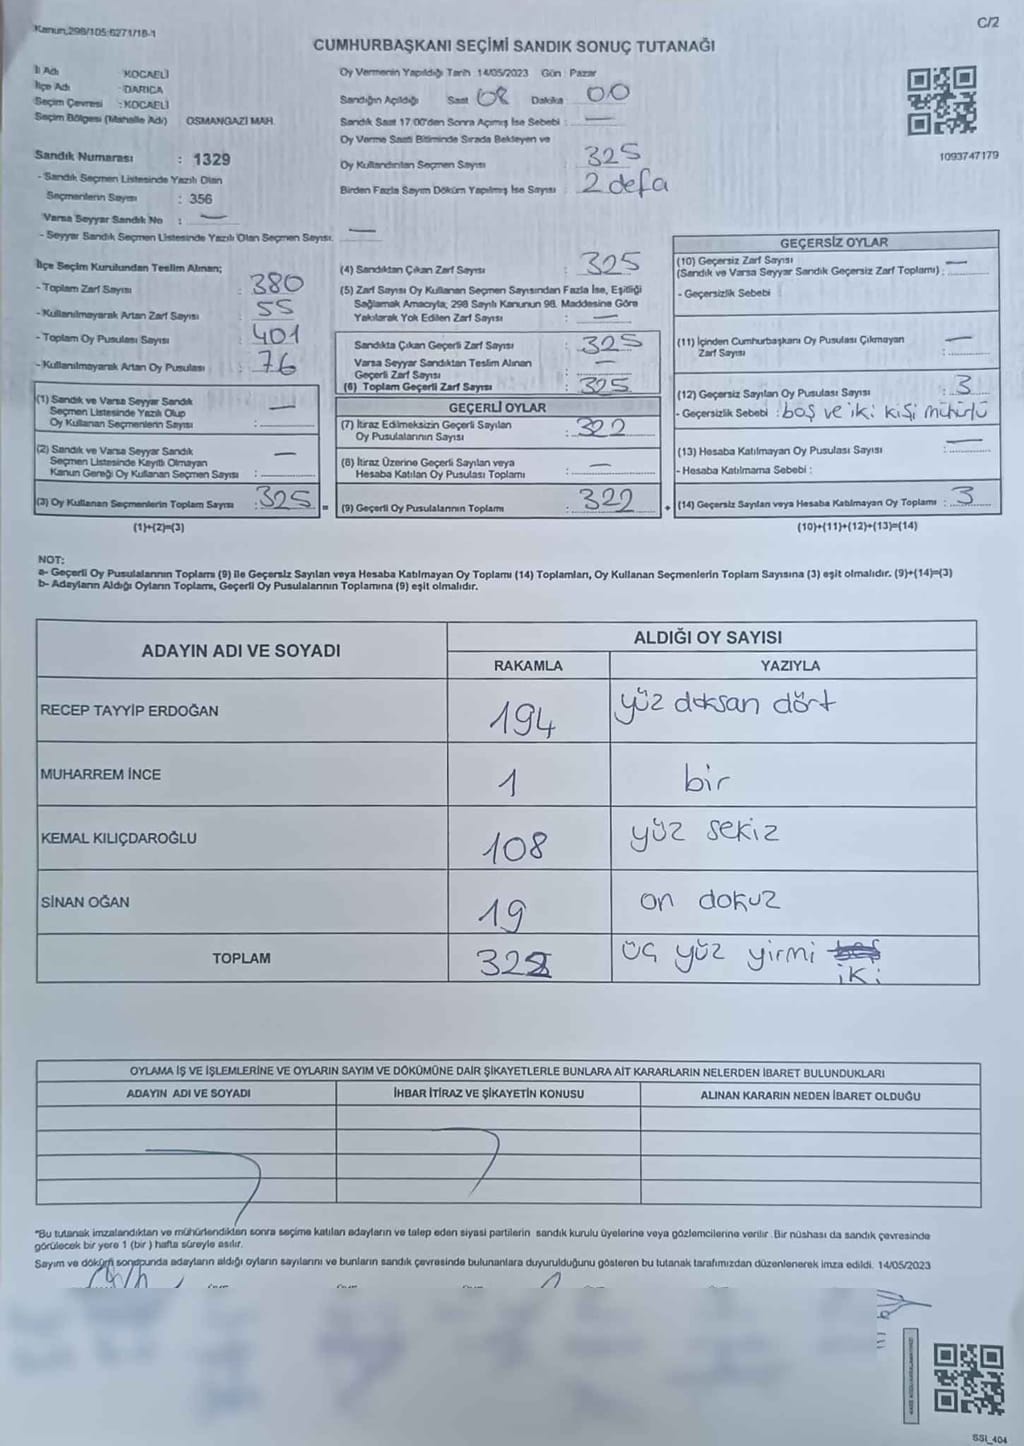 Kanun,298/105:6271/18-1
C/2
CUMHURBAŞKANI SEÇİMİ SANDIK SONUÇ TUTANAĞI
İl Adı : KOCAELİ
İlçe Adı : DARICA
Seçim Çevresi : KOCAELİ
Seçim Bölgesi (Mahalle Adı) OSMANGAZİ MAH.
Sandık Numarası : 1329
- Sandık Seçmen Listesinde Yazılı Olan
Seçmenlerin Sayısı : 356
Varsa Seyyar Sandık No : —
- Seyyar Sandık Seçmen Listesinde Yazılı Olan Seçmen Sayısı. —
Oy Vermenin Yapıldığı Tarih 14/05/2023 Gün : Pazar
Sandığın Açıldığı Saat 08 Dakika 00
Sandık Saat 17:00'den Sonra Açımış İse Sebebi : —
Oy Verme Saati Bitiminde Sırada Bekleyen ve
Oy Kullandırılan Seçmen Sayısı : 325
Birden Fazla Sayım Döküm Yapılmış İse Sayısı : 2 defa
1093747179
İlçe Seçim Kurulundan Teslim Alınan;
- Toplam Zarf Sayısı : 380
- Kullanılmayarak Artan Zarf Sayısı : 55
- Toplam Oy Pusulası Sayısı : 401
- Kullanılmayarak Artan Oy Pusulası : 76
(1) Sandık ve Varsa Seyyar Sandık
Seçmen Listesinde Yazılı Olup
Oy Kullanan Seçmenlerin Sayısı : —
(2) Sandık ve Varsa Seyyar Sandık
Seçmen Listesinde Kayıtlı Olmayan
Kanun Gereği Oy Kullanan Seçmen Sayısı : —
(3) Oy Kullanan Seçmenlerin Toplam Sayısı : 325 =
(1)+(2)=(3)
(4) Sandıktan Çıkan Zarf Sayısı : 325
(5) Zarf Sayısı Oy Kullanan Seçmen Sayısından Fazla İse, Eşitliği
Sağlamak Amacıyla; 298 Sayılı Kanunun 98. Maddesine Göre
Yakılarak Yok Edilen Zarf Sayısı : —
Sandıkta Çıkan Geçerli Zarf Sayısı : 325
Varsa Seyyar Sandıktan Teslim Alınan
Geçerli Zarf Sayısı : —
(6) Toplam Geçerli Zarf Sayısı : 325
GEÇERLİ OYLAR
(7) İtiraz Edilmeksizin Geçerli Sayılan
Oy Pusulalarının Sayısı : 322
(8) İtiraz Üzerine Geçerli Sayılan veya
Hesaba Katılan Oy Pusulası Toplamı : —
(9) Geçerli Oy Pusulalarının Toplamı : 322 +
GEÇERSİZ OYLAR
(10) Geçersiz Zarf Sayısı
(Sandık ve Varsa Seyyar Sandık Geçersiz Zarf Toplamı) : —
- Geçersizlik Sebebi :
(11) İçinden Cumhurbaşkanı Oy Pusulası Çıkmayan
Zarf Sayısı : —
(12) Geçersiz Sayılan Oy Pusulası Sayısı : 3
- Geçersizlik Sebebi : boş ve iki kişi mühürlü
(13) Hesaba Katılmayan Oy Pusulası Sayısı : —
- Hesaba Katılmama Sebebi :
(14) Geçersiz Sayılan veya Hesaba Katılmayan Oy Toplamı : 3
(10)+(11)+(12)+(13)=(14)
NOT:
a- Geçerli Oy Pusulalarının Toplamı (9) ile Geçersiz Sayılan veya Hesaba Katılmayan Oy Toplamı (14) Toplamları, Oy Kullanan Seçmenlerin Toplam Sayısına (3) eşit olmalıdır. (9)+(14)=(3)
b- Adayların Aldığı Oyların Toplamı, Geçerli Oy Pusulalarının Toplamına (9) eşit olmalıdır.
ADAYIN ADI VE SOYADI ALDIĞI OY SAYISI
RAKAMLA YAZIYLA
RECEP TAYYİP ERDOĞAN 194 yüz doksan dört
MUHARREM İNCE 1 bir
KEMAL KILIÇDAROĞLU 108 yüz sekiz
SİNAN OĞAN 19 on dokuz
TOPLAM 322 üç yüz yirmi
iki
OYLAMA İŞ VE İŞLEMLERİNE VE OYLARIN SAYIM VE DÖKÜMÜNE DAİR ŞİKAYETLERLE BUNLARA AİT KARARLARIN NELERDEN İBARET BULUNDUKLARI
ADAYIN ADI VE SOYADI İHBAR İTİRAZ VE ŞİKAYETİN KONUSU ALINAN KARARIN NEDEN İBARET OLDUĞU
"Bu tutanak imzalandıktan ve mühürlendikten sonra seçime katılan adayların ve talep eden siyasi partilerin sandık kurulu üyelerine veya gözlemcilerine verilir .Bir nüshası da sandık çevresinde
görülecek bir yere 1 (bir) hafta süreyle asılır.
Sayım ve döküm sonucunda adayların aldığı oyların sayılarını ve bunların sandık çevresinde bulunanlara duyurulduğunu gösteren bu tutanak tarafımızdan düzenlenerek imza edildi. 14/05/2023
SSI_404